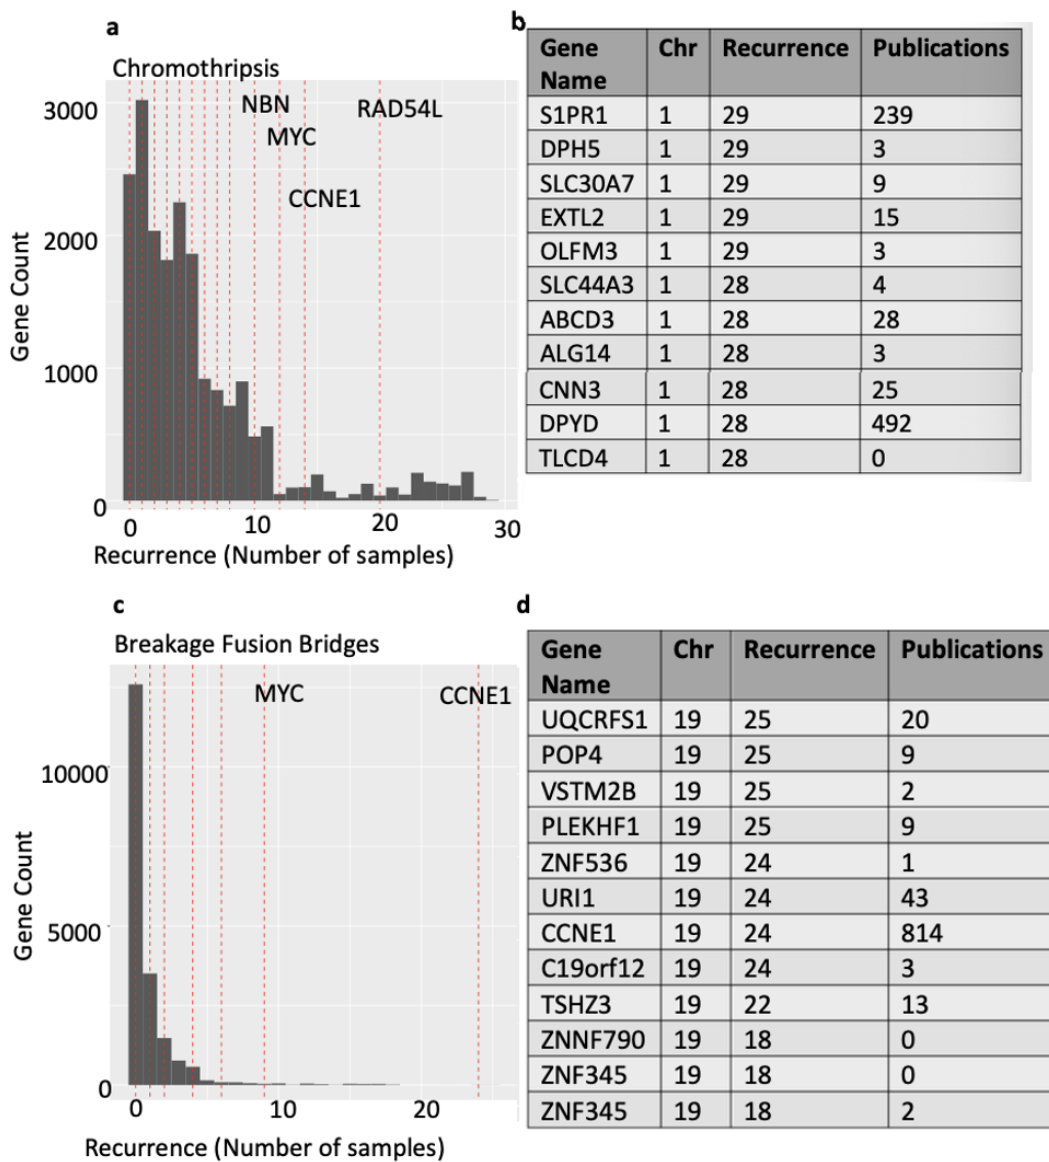 a
Chromothripsis
3000
2000
1000
0
Gene Count
NBN
RAD54L
MYC
CCNE1
0
10
20
30
Recurrence (Number of samples)
b
Gene Name Chr Recurrence Publications
S1PR1 1 29 239
DPH5 1 29 3
SLC30A7 1 29 9
EXTL2 1 29 15
OLFM3 1 29 3
SLC44A3 1 28 4
ABCD3 1 28 28
ALG14 1 28 3
CNN3 1 28 25
DPYD 1 28 492
TLCD4 1 28 0
c
Breakage Fusion Bridges
MYC
CCNE1
10000
5000
0
Gene Count
0
10
20
Recurrence (Number of samples)
d
Gene Name Chr Recurrence Publications
UQCRFS1 19 25 20
POP4 19 25 9
VSTM2B 19 25 2
PLEKHF1 19 25 9
ZNF536 19 24 1
URI1 19 24 43
CCNE1 19 24 814
C19orf12 19 24 3
TSHZ3 19 22 13
ZNNF790 19 18 0
ZNF345 19 18 0
ZNF345 19 18 2